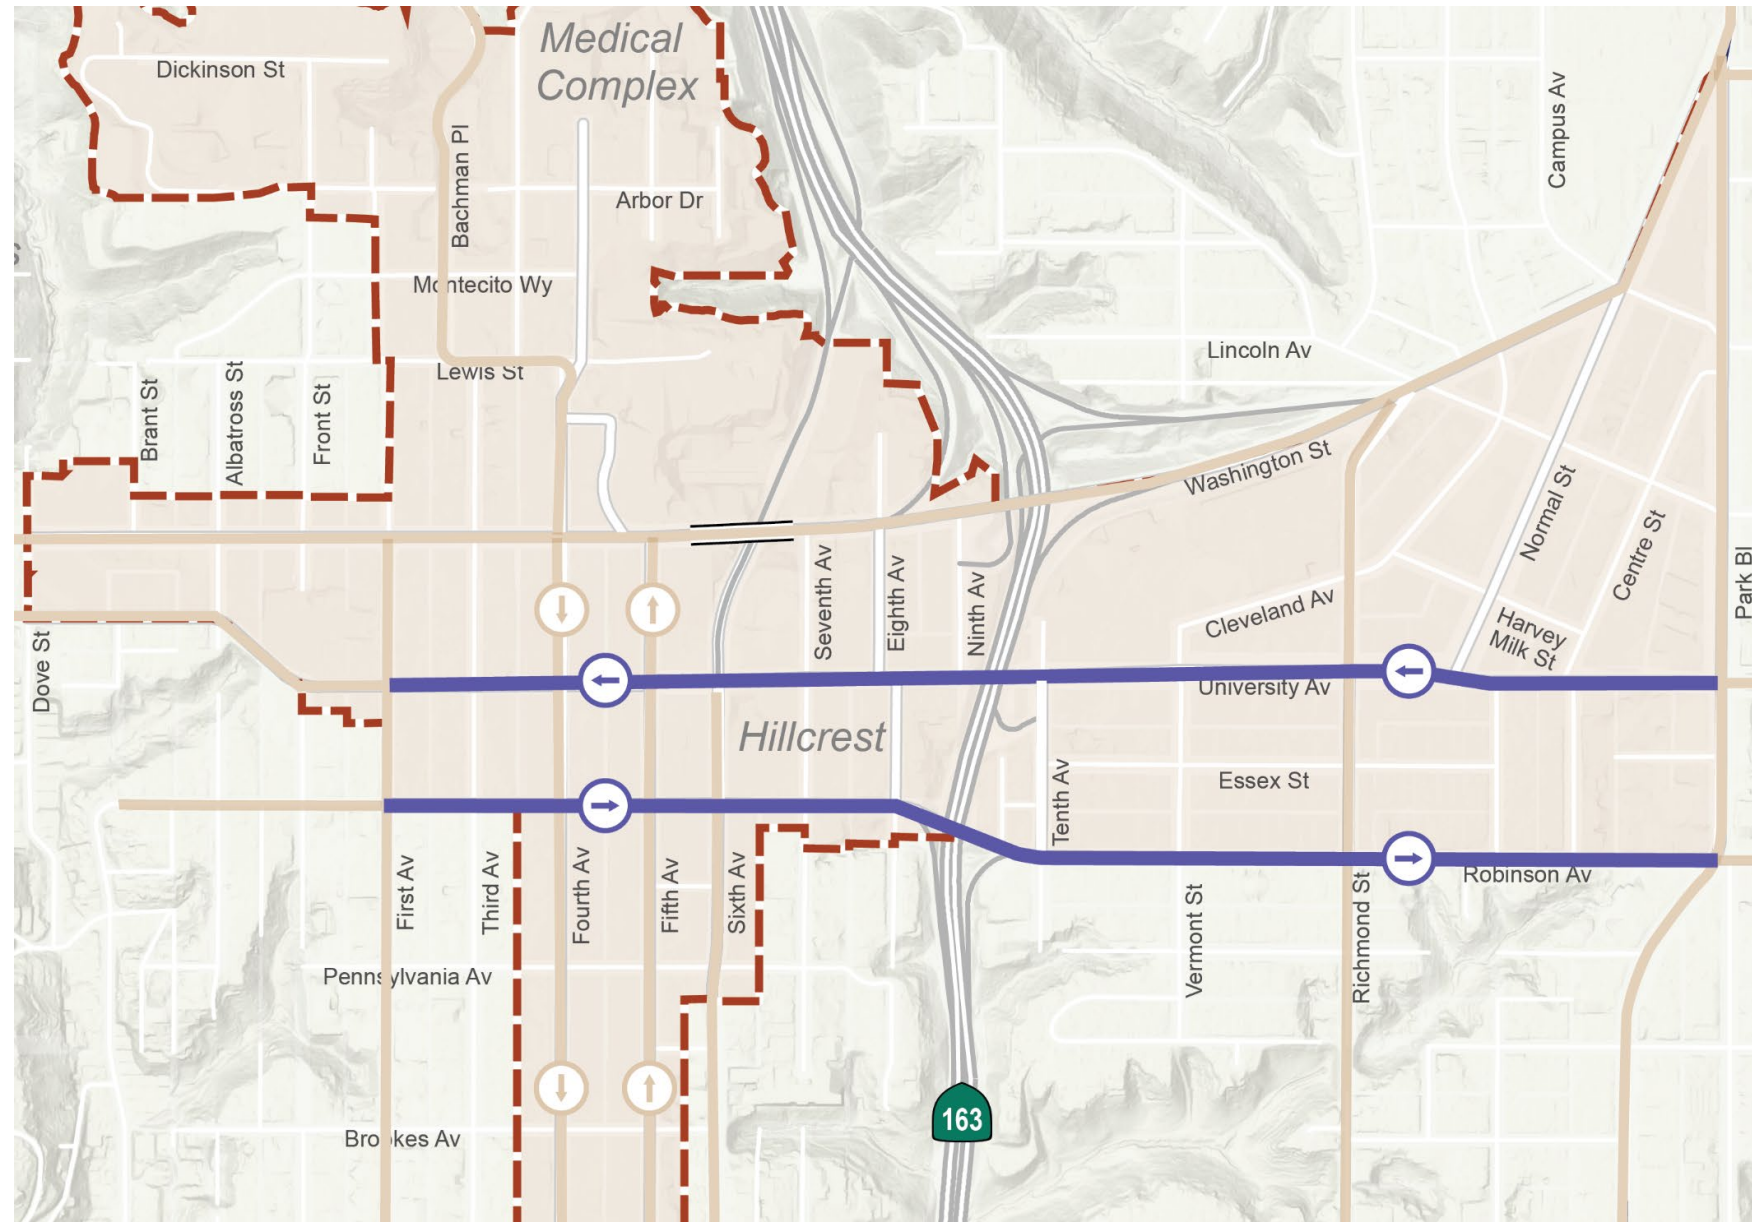 Medical
Complex
Dickinson St
Campus Av
Bachman Pl
Arbor Dr
Montecito Wy
Lincoln Av
Lewis St
Brant St
Albatross St
Front St
Washington St
Normal St
Centre St
Park Bl
Seventh Av
Eighth Av
Ninth Av
Cleveland Av
Harvey
Milk St
Dove St
University Av
Hillcrest
Essex St
Tenth Av
First Av
Third Av
Fourth Av
Fifth Av
Sixth Av
Robinson Av
Vermont St
Richmond St
Pennsylvania Av
163
Brookes Av